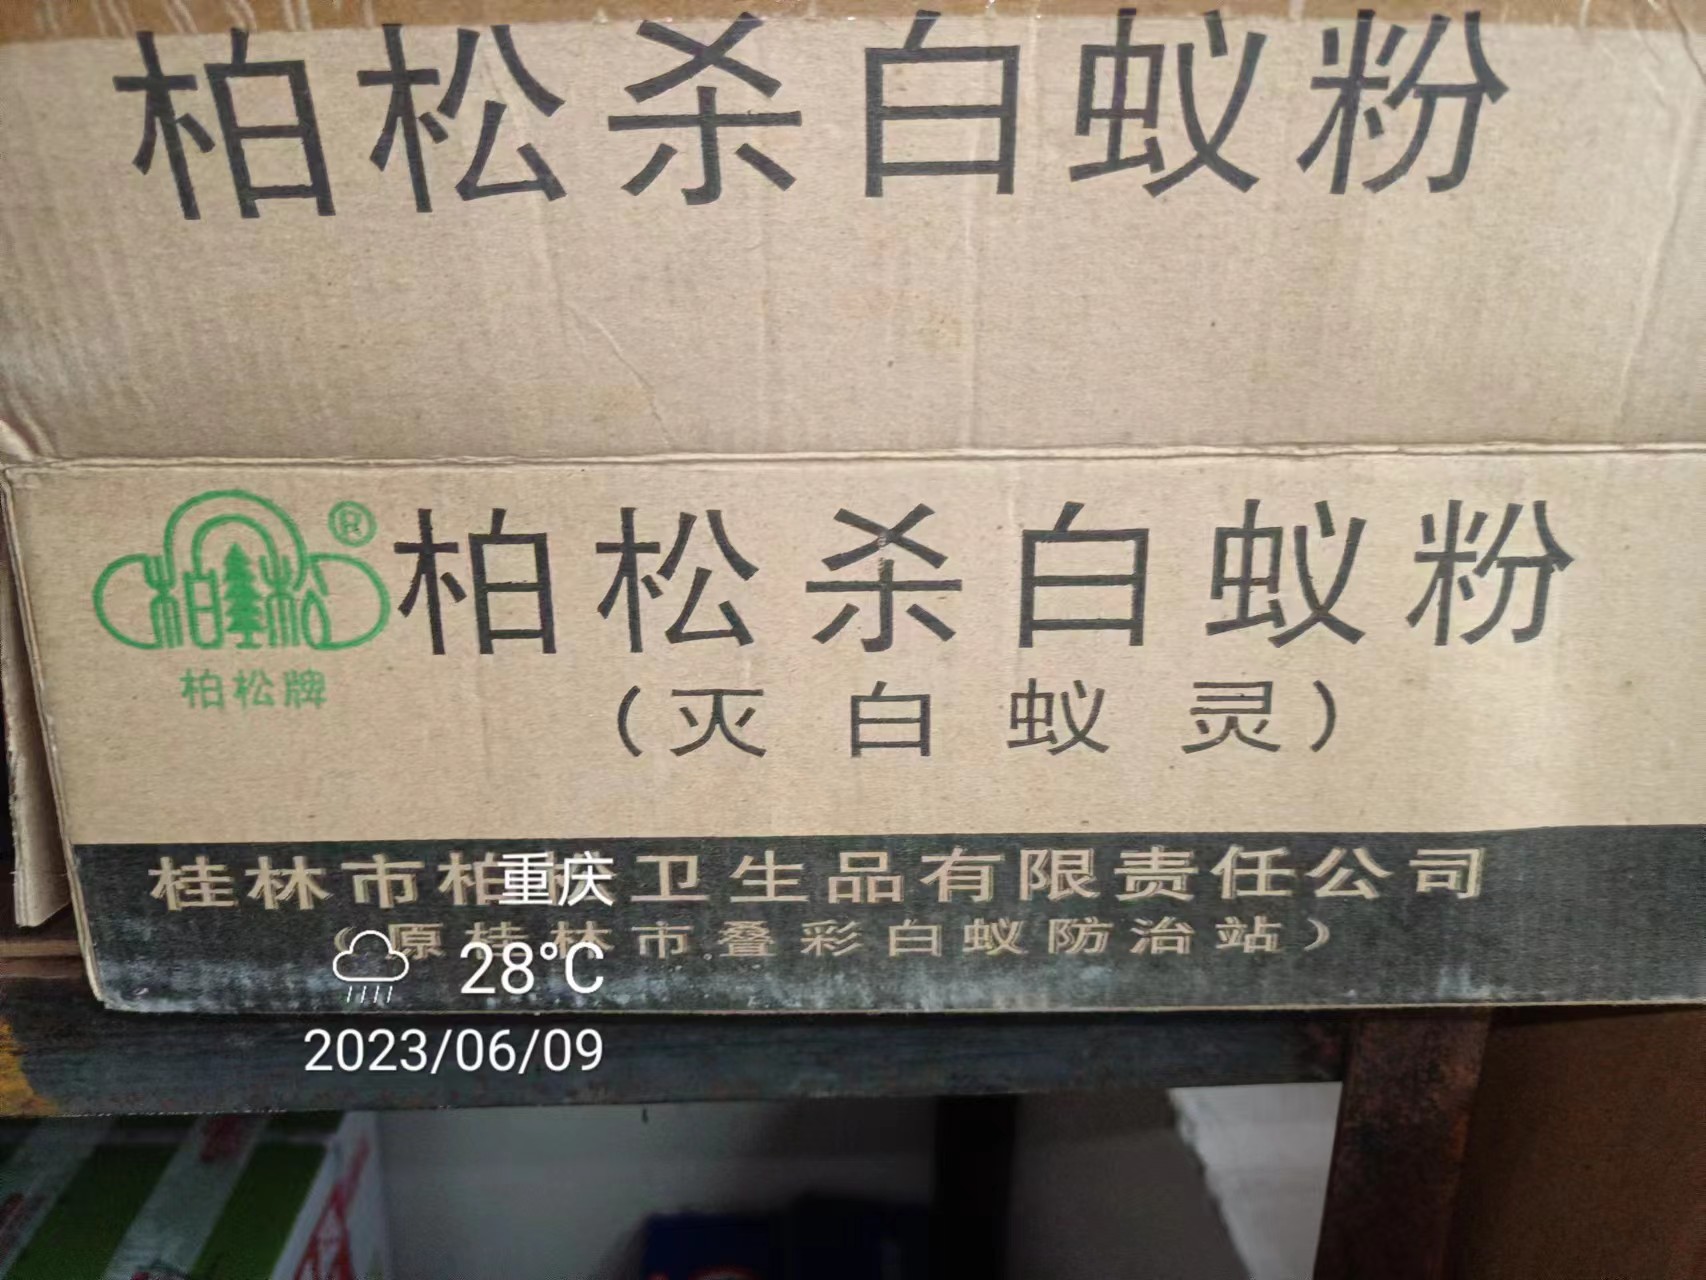 柏松杀白蚁粉
柏松
®
柏松杀白蚁粉
柏松牌
(灭白蚁灵)
桂林市柏
卫生品有限责任公司
重庆
(原桂林市叠彩白蚁防治站)
28°C
2023/06/09